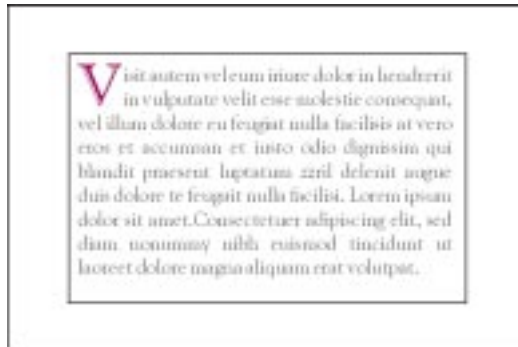 Visit autem vel eum iriure dolor in hendrerit
in vulputate velit esse molestie consequat,
vel illum dolore eu feugiat nulla facilisis at vero
eros et accumsan et iusto odio dignissim qui
blandit praesent luptatum zzril delenit augue
duis dolore te feugait nulla facilisi. Lorem ipsum
dolor sit amet.Consectetuer adipiscing elit, sed
diam nonummy nibh euismod tincidunt ut
laoreet dolore magna aliquam erat volutpat.